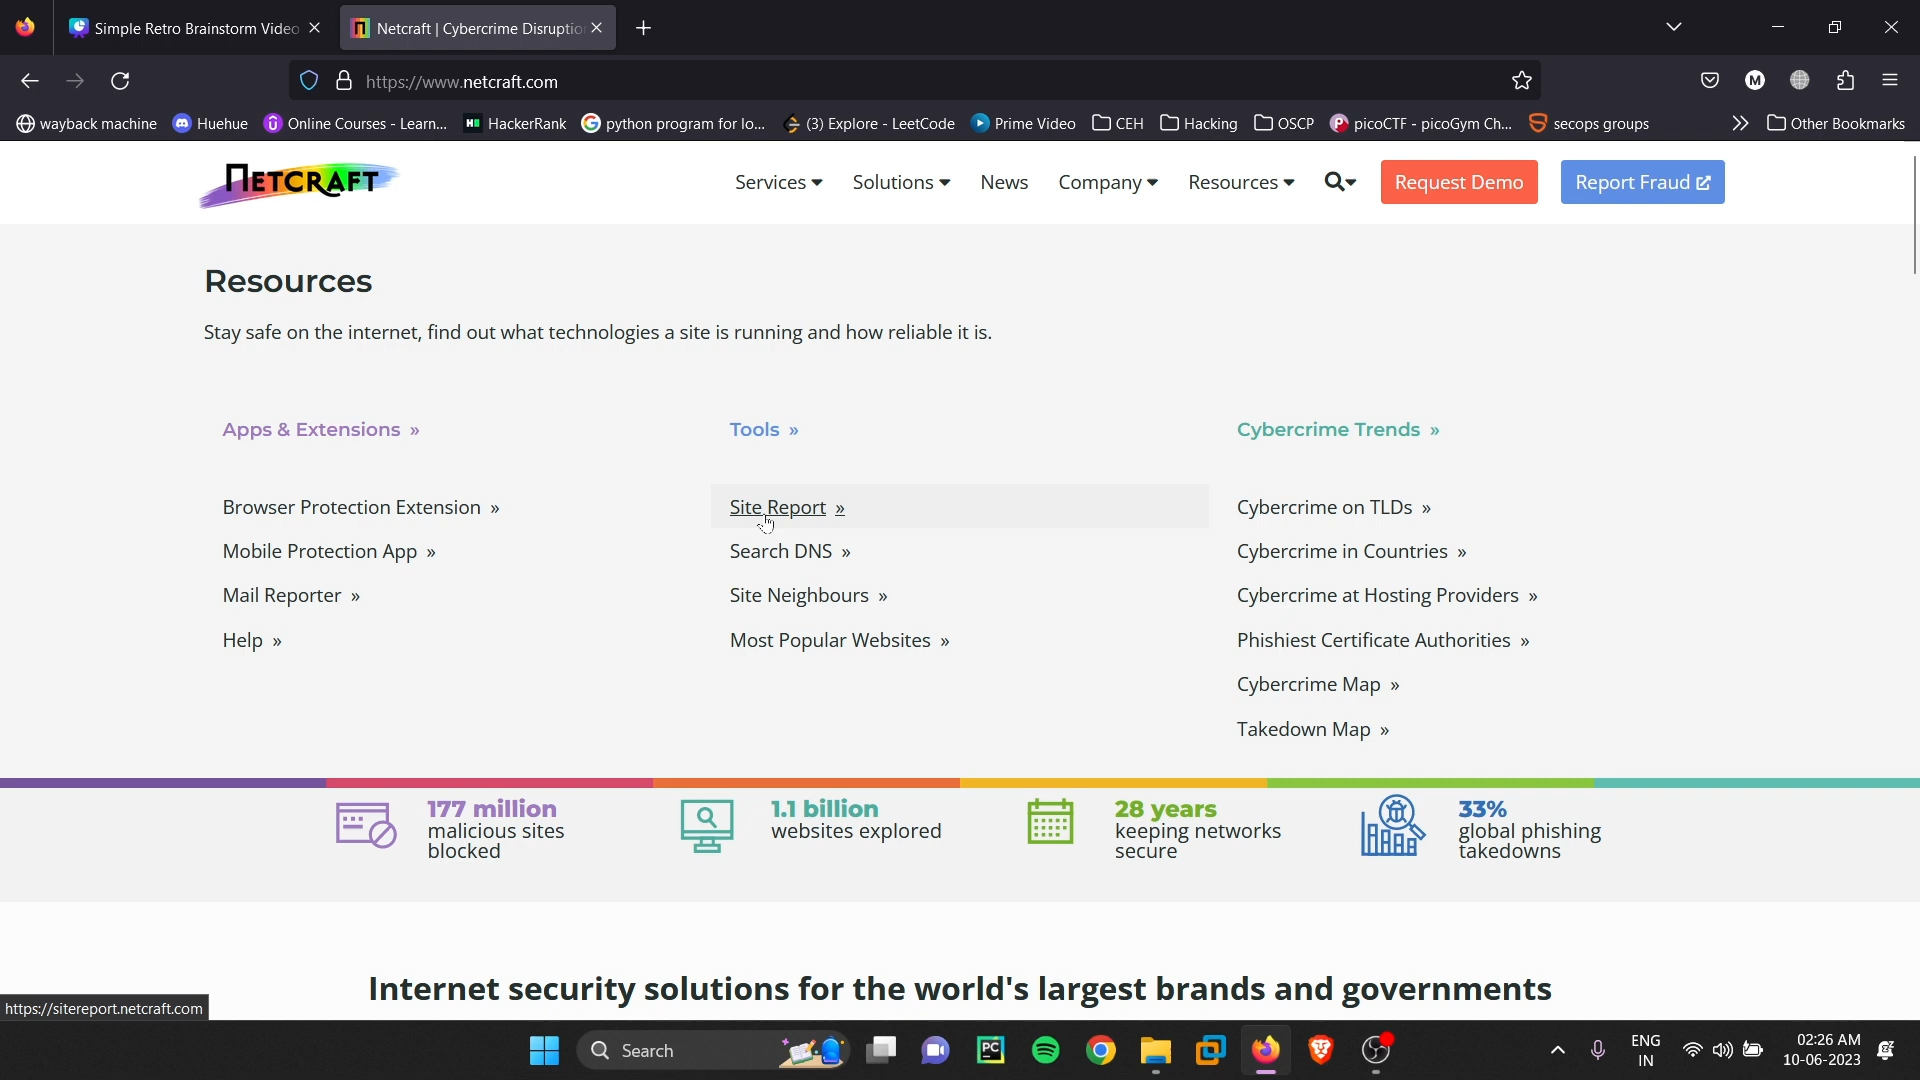 Simple Retro Brainstorm Video
Netcraft | Cybercrime Disruptio
https://www.netcraft.com
M
wayback machine
Huehue
Online Courses - Learn...
HackerRank
python program for lo...
(3) Explore - LeetCode
Prime Video
CEH
Hacking
OSCP
picoCTF - picoGym Ch...
secops groups
Other Bookmarks
NETCRAFT
Services
Solutions
News
Company
Resources
Request Demo
Report Fraud
Resources
Stay safe on the internet, find out what technologies a site is running and how reliable it is.
Apps & Extensions »
Tools »
Cybercrime Trends »
Browser Protection Extension »
Site Report »
Cybercrime on TLDs »
Mobile Protection App »
Search DNS »
Cybercrime in Countries »
Mail Reporter »
Site Neighbours »
Cybercrime at Hosting Providers »
Help »
Most Popular Websites »
Phishiest Certificate Authorities »
Cybercrime Map »
Takedown Map »
177 million
malicious sites
blocked
1.1 billion
websites explored
28 years
keeping networks
secure
33%
global phishing
takedowns
Internet security solutions for the world's largest brands and governments
https://sitereport.netcraft.com
Search
PC
ENG
IN
02:26 AM
10-06-2023